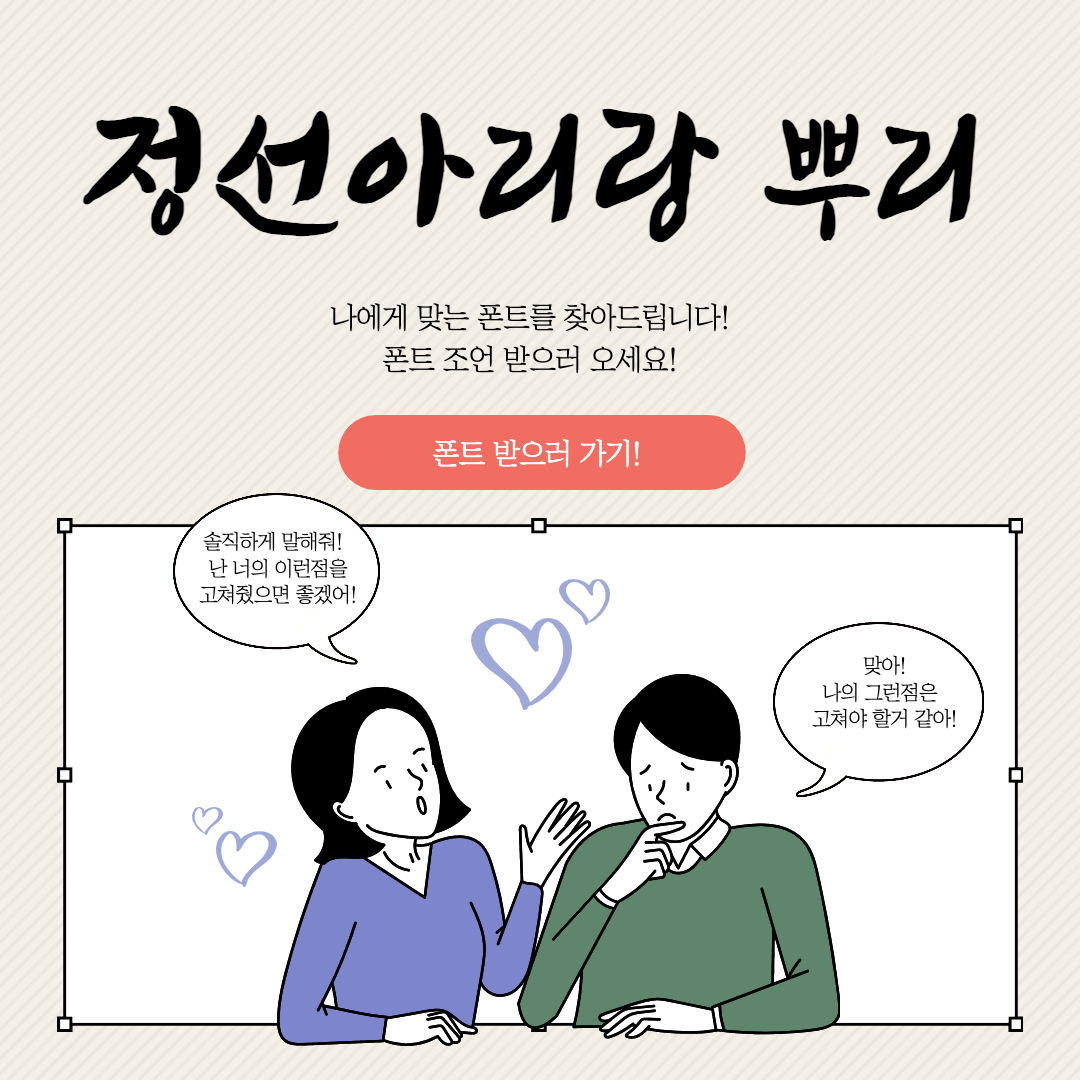 정선아리랑 뿌리
나에게 맞는 폰트를 찾아드립니다!
폰트 조언 받으러 오세요!
폰트 받으러 가기!
솔직하게 말해줘!
난 너의 이런점을
고쳐줬으면 좋겠어!
맞아!
나의 그런점은
고쳐야 할거 같아!